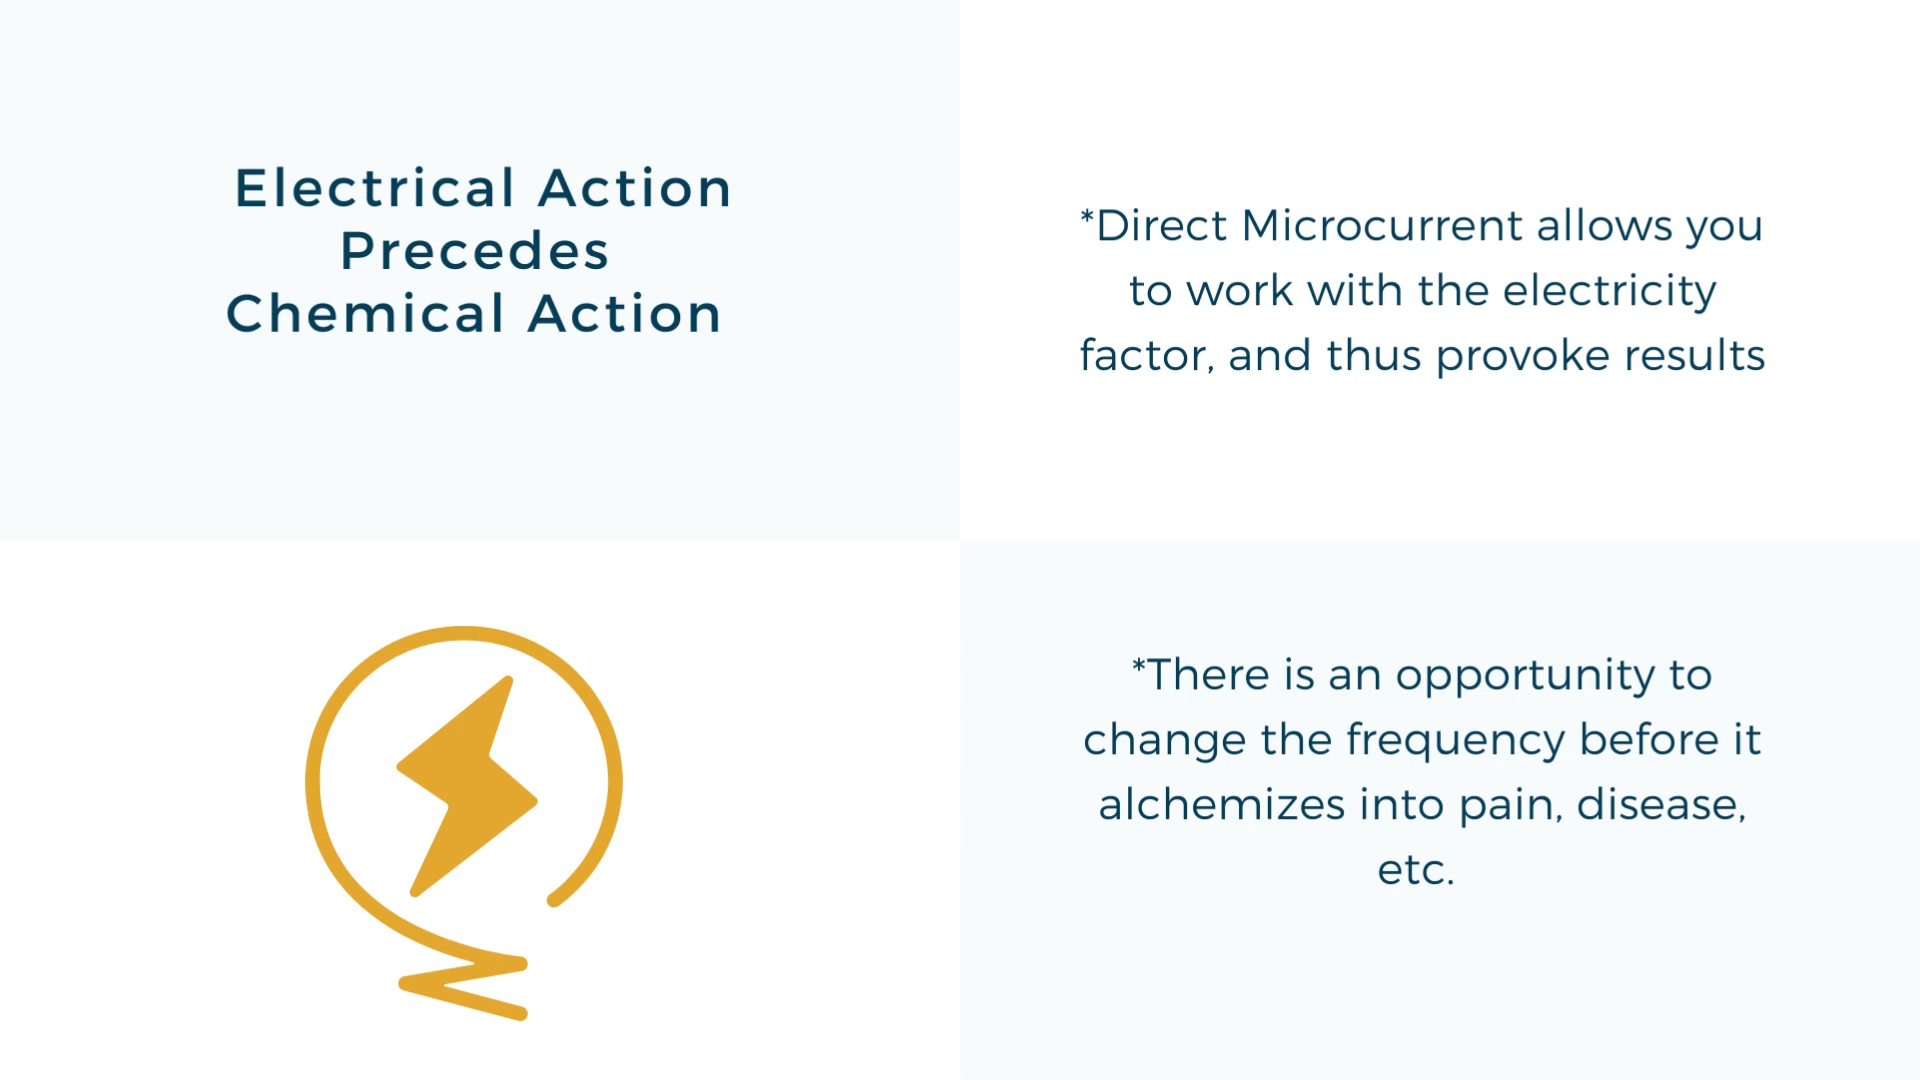 Electrical Action
Precedes
Chemical Action
*Direct Microcurrent allows you
to work with the electricity
factor, and thus provoke results
*There is an opportunity to
change the frequency before it
alchemizes into pain, disease,
etc.